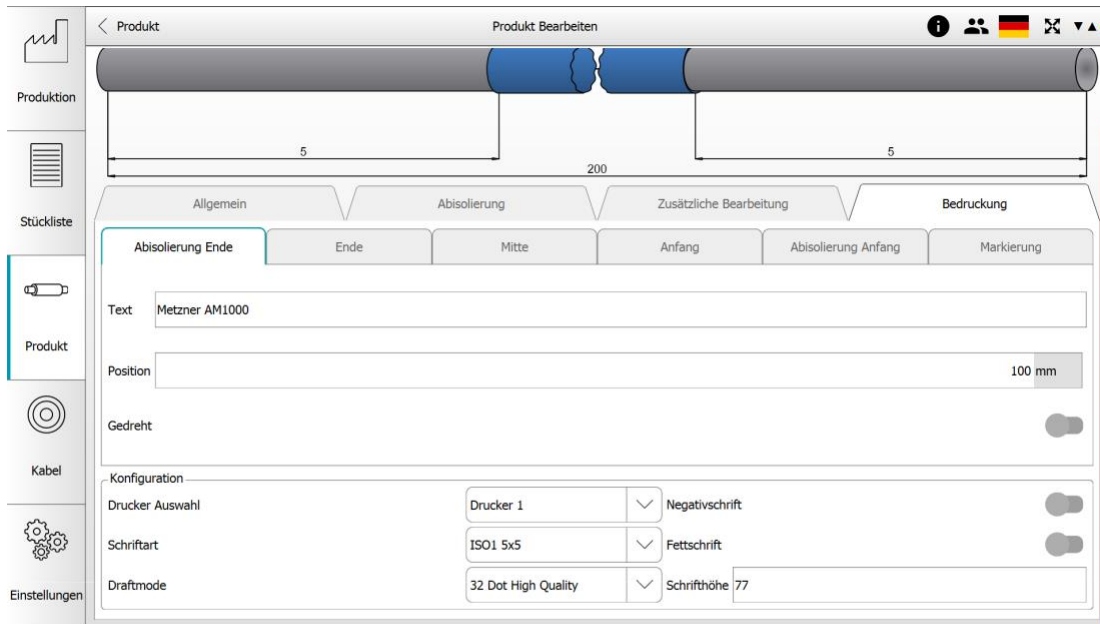 Produkt
Produkt Bearbeiten
Produktion
Stückliste
Produkt
Kabel
Einstellungen
5
5
200
Allgemein
Abisolierung
Zusätzliche Bearbeitung
Bedruckung
Abisolierung Ende
Ende
Mitte
Anfang
Abisolierung Anfang
Markierung
Text Metzner AM1000
Position 100 mm
Gedreht
Konfiguration
Drucker Auswahl Drucker 1 Negativschrift
Schriftart ISO1 5x5 Fettschrift
Draftmode 32 Dot High Quality Schrifthöhe 77